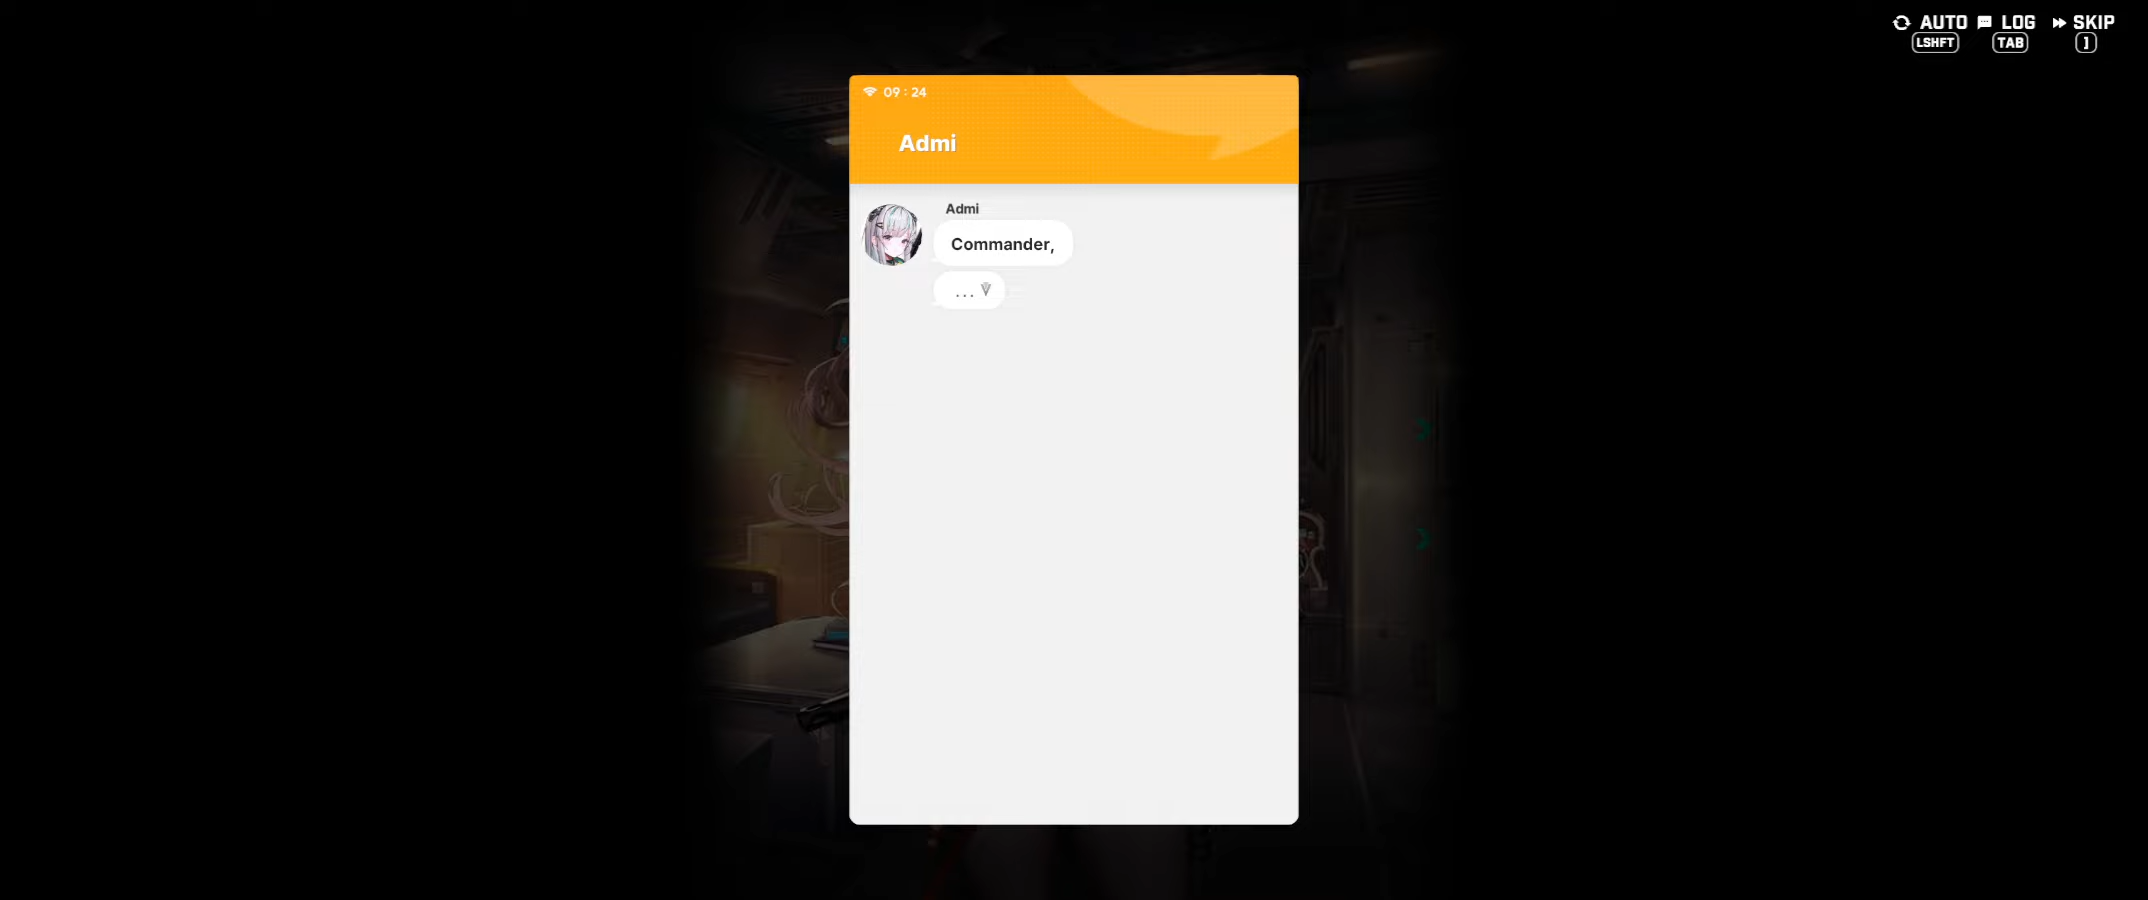 AUTO LOG SKIP
LSHFT TAB ]
09 : 24
Admi
Admi
Commander,
...